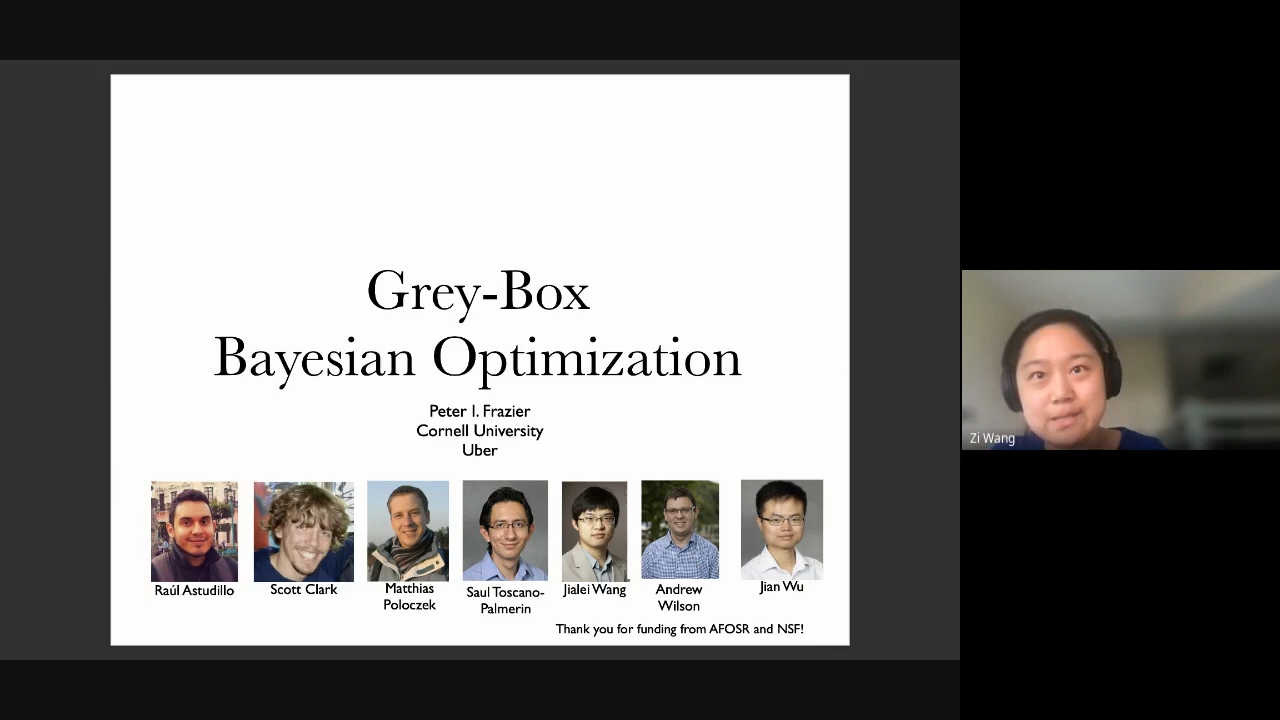 Grey-Box
Bayesian Optimization
Peter I. Frazier
Cornell University
Uber
Raúl Astudillo
Scott Clark
Matthias
Poloczek
Saul Toscano-
Palmerin
Jialei Wang
Andrew
Wilson
Jian Wu
Thank you for funding from AFOSR and NSF!
Zi Wang